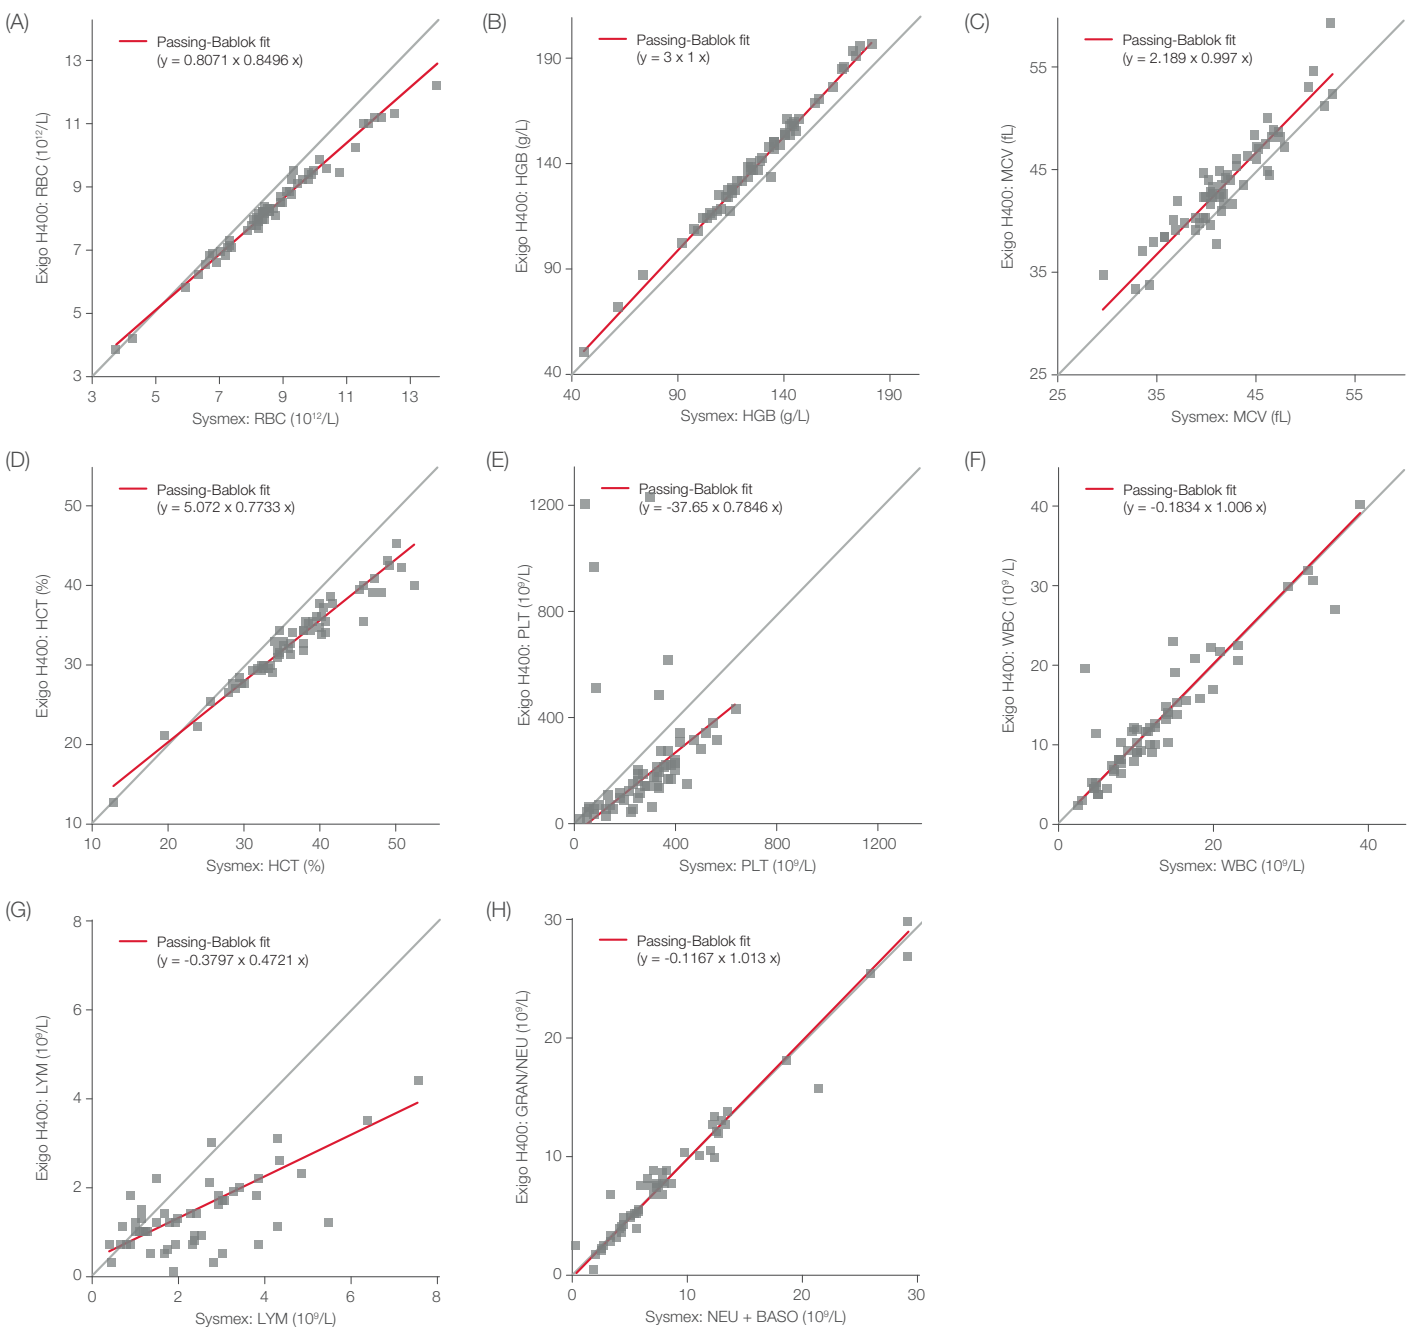 (A)
Passing-Bablok fit
(y = 0.8071 x 0.8496 x)
Exigo H400: RBC (10¹²/L)
13
11
9
7
5
3
3 5 7 9 11 13
Sysmex: RBC (10¹²/L)
(B)
Passing-Bablok fit
(y = 3 x 1 x)
Exigo H400: HGB (g/L)
190
140
90
40
40 90 140 190
Sysmex: HGB (g/L)
(C)
Passing-Bablok fit
(y = 2.189 x 0.997 x)
Exigo H400: MCV (fL)
55
45
35
25
25 35 45 55
Sysmex: MCV (fL)
(D)
Passing-Bablok fit
(y = 5.072 x 0.7733 x)
Exigo H400: HCT (%)
50
40
30
20
10
10 20 30 40 50
Sysmex: HCT (%)
(E)
Passing-Bablok fit
(y = -37.65 x 0.7846 x)
Exigo H400: PLT (10⁹/L)
1200
800
400
0
0 400 800 1200
Sysmex: PLT (10⁹/L)
(F)
Passing-Bablok fit
(y = -0.1834 x 1.006 x)
Exigo H400: WBC (10⁹ /L)
40
30
20
10
0
0 20 40
Sysmex: WBC (10⁹/L)
(G)
Passing-Bablok fit
(y = -0.3797 x 0.4721 x)
Exigo H400: LYM (10⁹/L)
8
6
4
2
0
0 2 4 6 8
Sysmex: LYM (10⁹/L)
(H)
Passing-Bablok fit
(y = -0.1167 x 1.013 x)
Exigo H400: GRAN/NEU (10⁹/L)
30
20
10
0
0 10 20 30
Sysmex: NEU + BASO (10⁹/L)